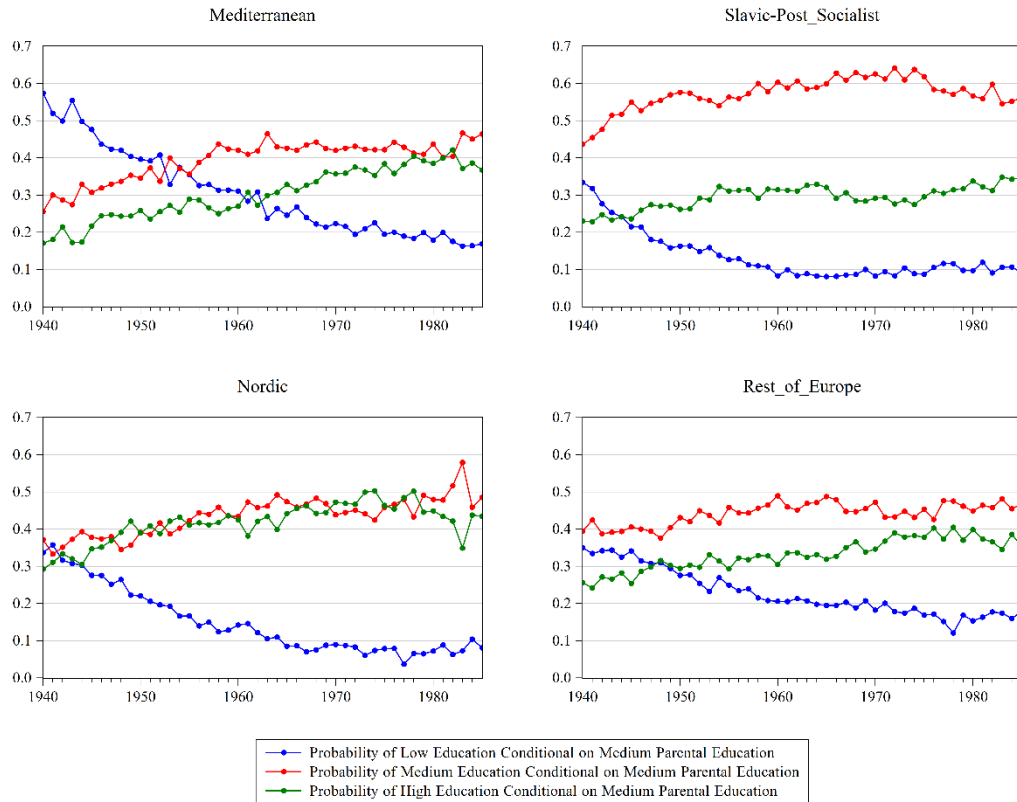 Mediterranean
0.7
0.6
0.5
0.4
0.3
0.2
0.1
0.0
1940 1950 1960 1970 1980
Slavic-Post_Socialist
0.7
0.6
0.5
0.4
0.3
0.2
0.1
0.0
1940 1950 1960 1970 1980
Nordic
0.7
0.6
0.5
0.4
0.3
0.2
0.1
0.0
1940 1950 1960 1970 1980
Rest_of_Europe
0.7
0.6
0.5
0.4
0.3
0.2
0.1
0.0
1940 1950 1960 1970 1980
Probability of Low Education Conditional on Medium Parental Education
Probability of Medium Education Conditional on Medium Parental Education
Probability of High Education Conditional on Medium Parental Education